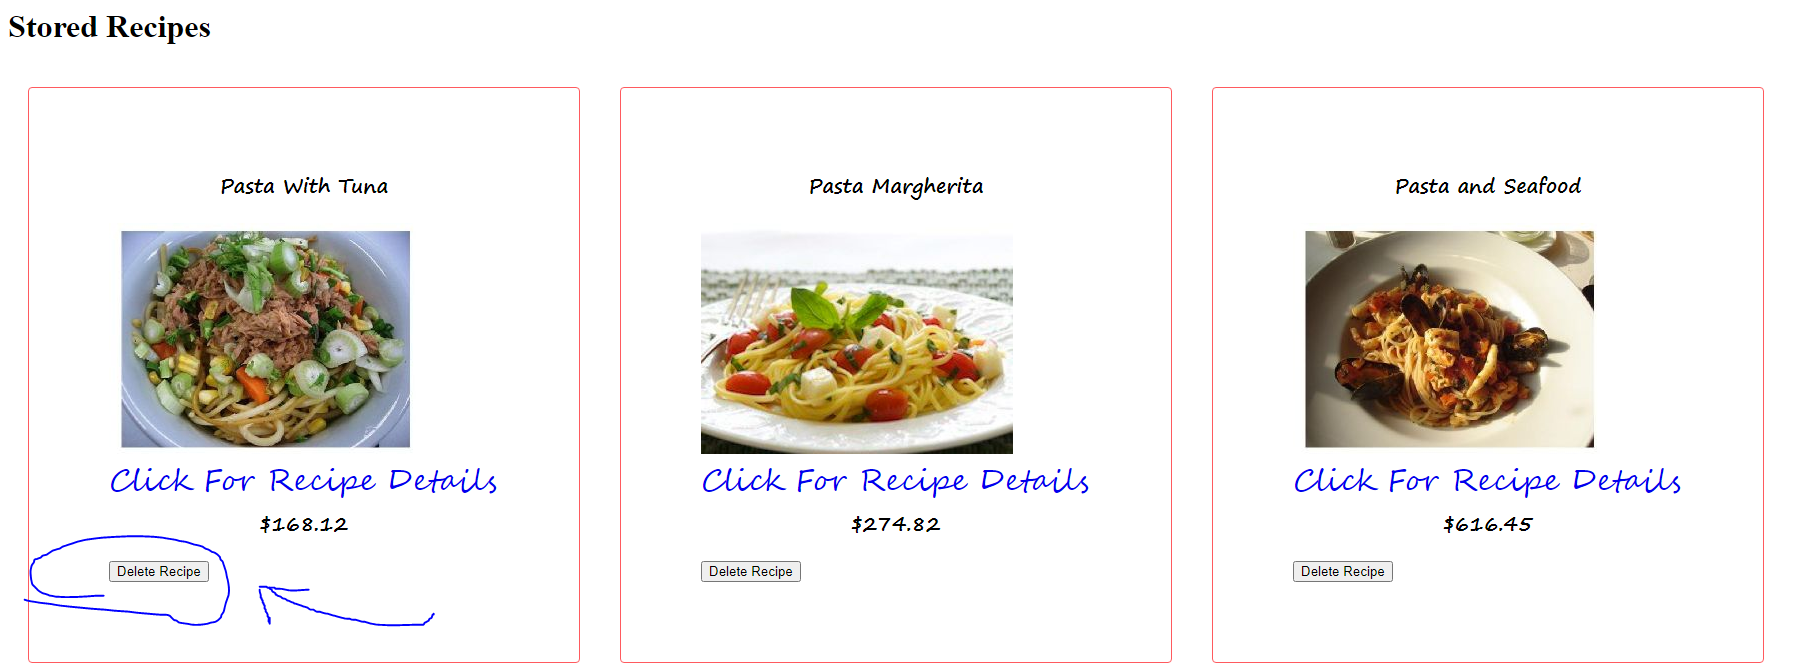 Stored Recipes
Pasta With Tuna
Click For Recipe Details
$168.12
Delete Recipe
Pasta Margherita
Click For Recipe Details
$274.82
Delete Recipe
Pasta and Seafood
Click For Recipe Details
$616.45
Delete Recipe